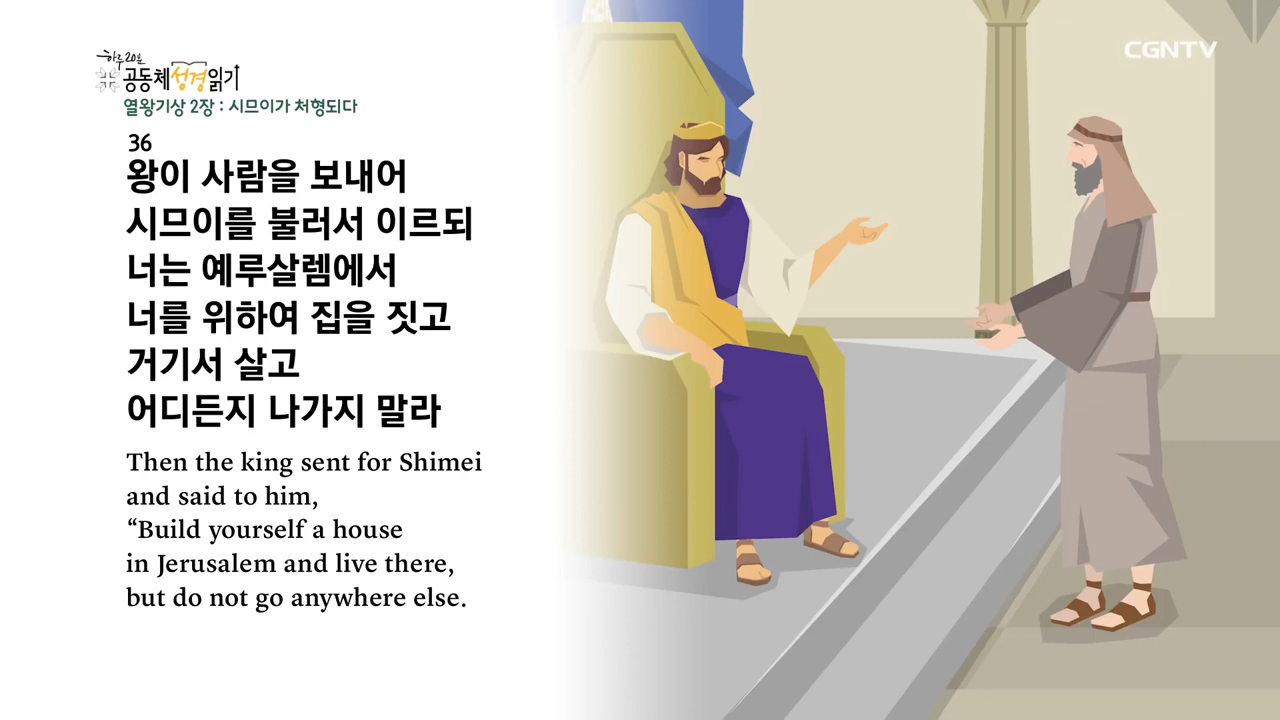 하루 20분
공동체성경읽기
열왕기상 2장 : 시므이가 처형되다
CGNTV
36
왕이 사람을 보내어
시므이를 불러서 이르되
너는 예루살렘에서
너를 위하여 집을 짓고
거기서 살고
어디든지 나가지 말라
Then the king sent for Shimei
and said to him,
“Build yourself a house
in Jerusalem and live there,
but do not go anywhere else.